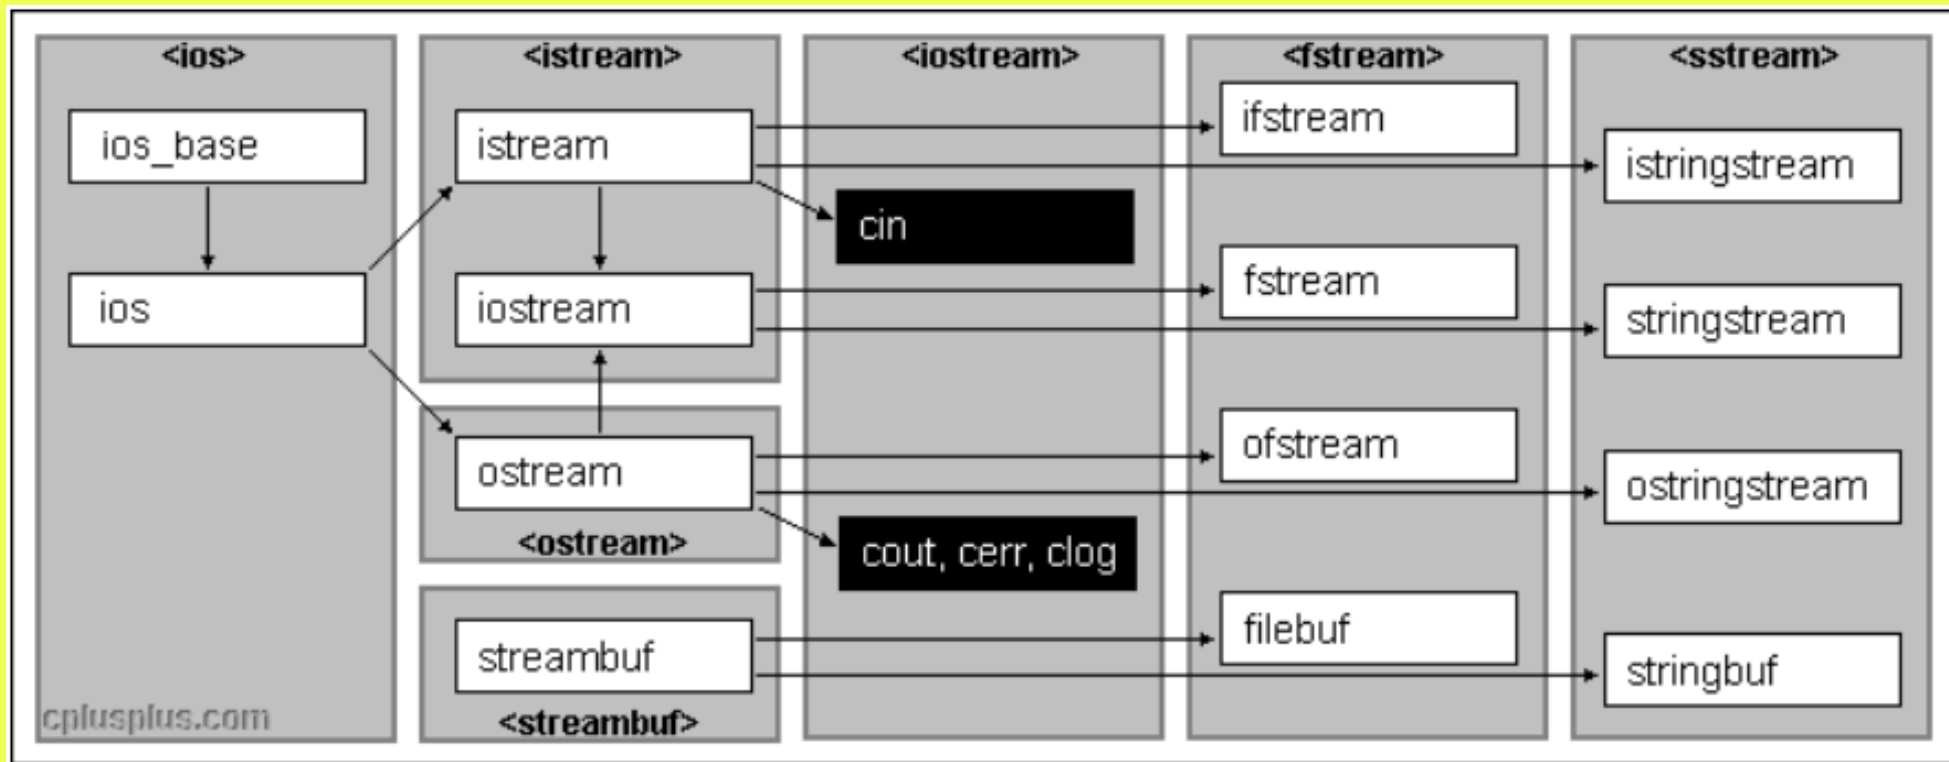 <ios>
ios_base
ios
cplusplus.com
<istream>
istream
iostream
ostream
<ostream>
streambuf
<streambuf>
<iostream>
cin
cout, cerr, clog
<fstream>
ifstream
fstream
ofstream
filebuf
<sstream>
istringstream
stringstream
ostringstream
stringbuf